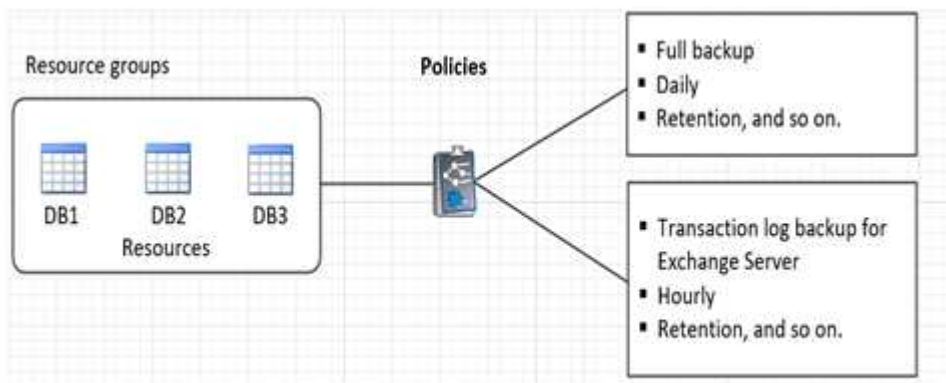 Resource groups
DB1
DB2
DB3
Resources
Policies
▪ Full backup
▪ Daily
▪ Retention, and so on.
▪ Transaction log backup for
Exchange Server
▪ Hourly
▪ Retention, and so on.